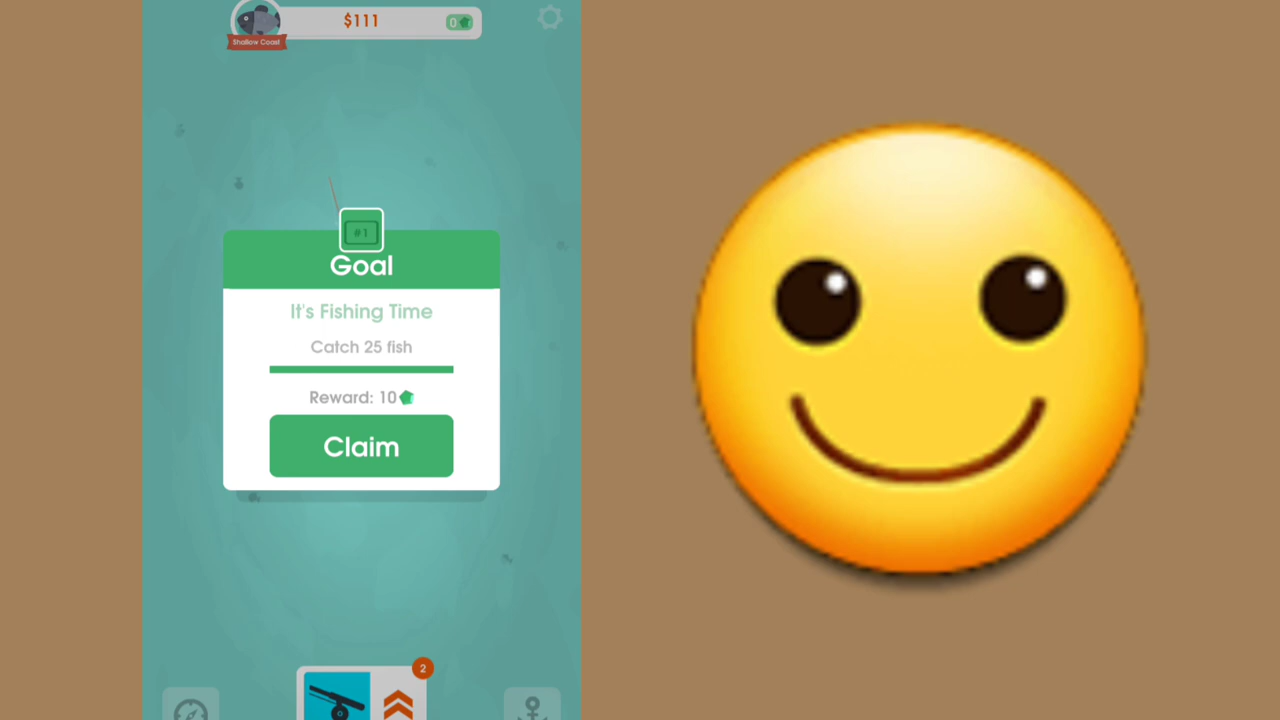 $111
0
Shallow Coast
#1
Goal
It's Fishing Time
Catch 25 fish
Reward: 10
Claim
2